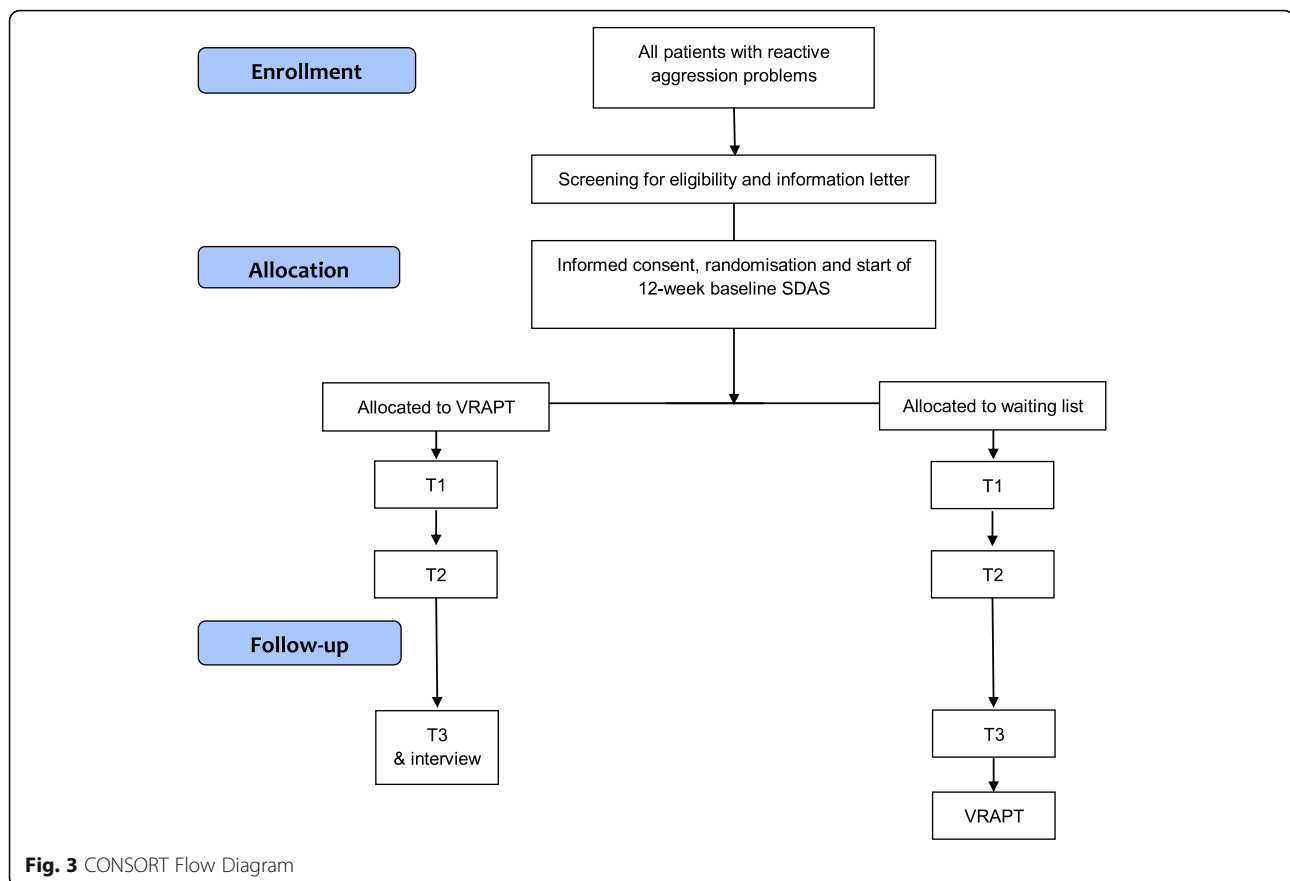 Enrollment
All patients with reactive
aggression problems
Screening for eligibility and information letter
Allocation
Informed consent, randomisation and start of
12-week baseline SDAS
Allocated to VRAPT
Allocated to waiting list
T1
T1
T2
T2
Follow-up
T3
& interview
T3
VRAPT
Fig. 3 CONSORT Flow Diagram